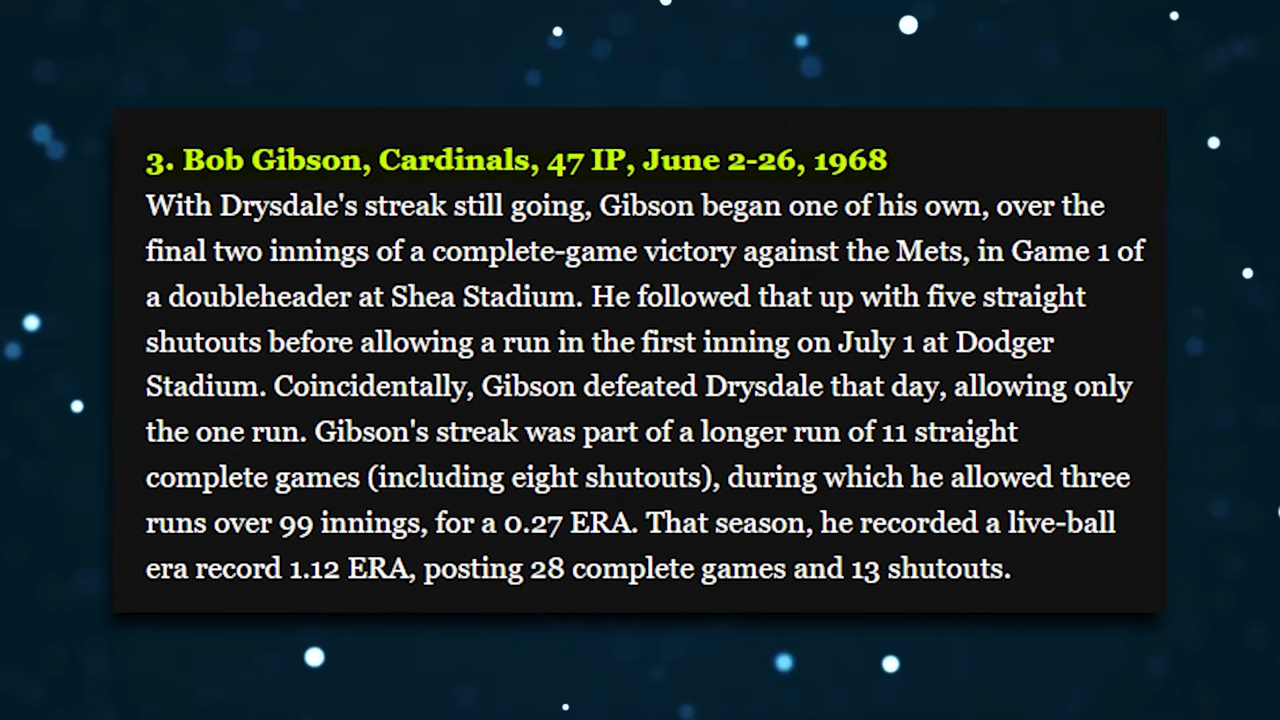 3. Bob Gibson, Cardinals, 47 IP, June 2-26, 1968
With Drysdale's streak still going, Gibson began one of his own, over the
final two innings of a complete-game victory against the Mets, in Game 1 of
a doubleheader at Shea Stadium. He followed that up with five straight
shutouts before allowing a run in the first inning on July 1 at Dodger
Stadium. Coincidentally, Gibson defeated Drysdale that day, allowing only
the one run. Gibson's streak was part of a longer run of 11 straight
complete games (including eight shutouts), during which he allowed three
runs over 99 innings, for a 0.27 ERA. That season, he recorded a live-ball
era record 1.12 ERA, posting 28 complete games and 13 shutouts.